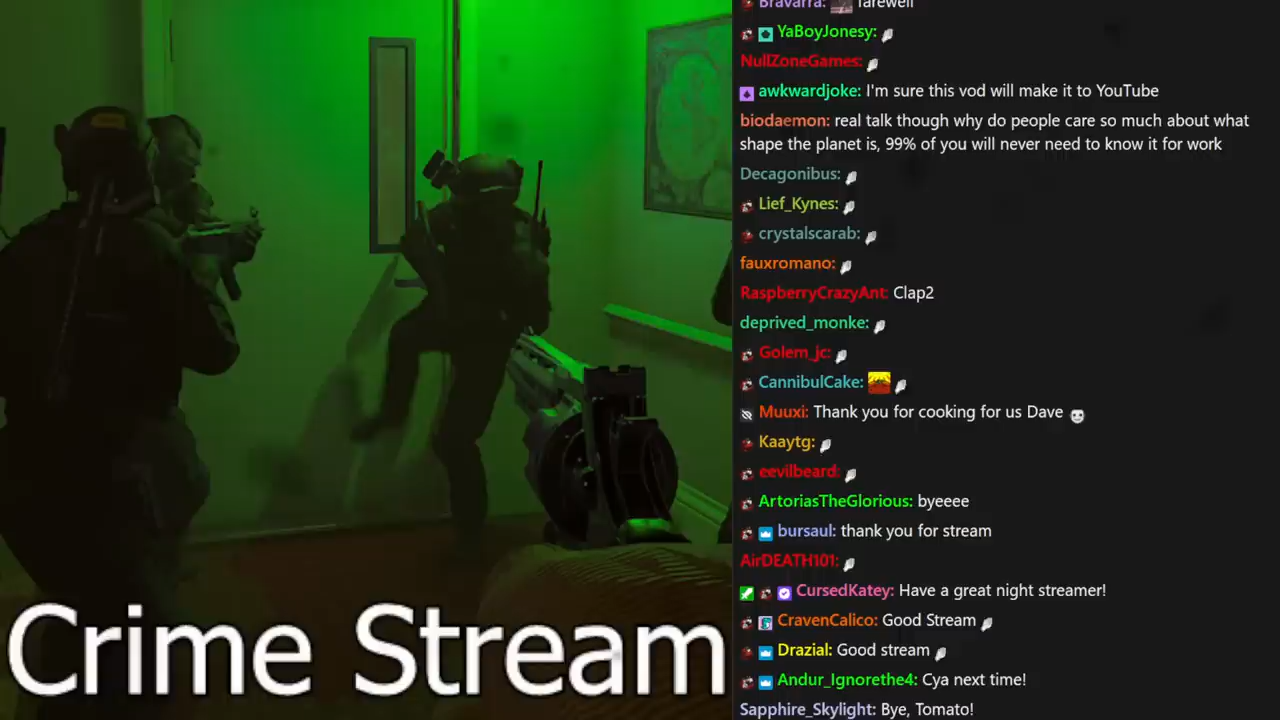 Bravarra: farewell
YaBoyJonesy:
NullZoneGames:
awkwardjoke: I'm sure this vod will make it to YouTube
biodaemon: real talk though why do people care so much about what
shape the planet is, 99% of you will never need to know it for work
Decagonibus:
Lief_Kynes:
crystalscarab:
fauxromano:
RaspberryCrazyAnt: Clap2
deprived_monke:
Golem_jc:
CannibulCake:
Muuxi: Thank you for cooking for us Dave
Kaaytg:
eevilbeard:
ArtoriasTheGlorious: byeeee
bursaul: thank you for stream
AirDEATH101:
CursedKatey: Have a great night streamer!
CravenCalico: Good Stream
Drazial: Good stream
Andur_Ignorethe4: Cya next time!
Sapphire_Skylight: Bye, Tomato!
Crime Stream